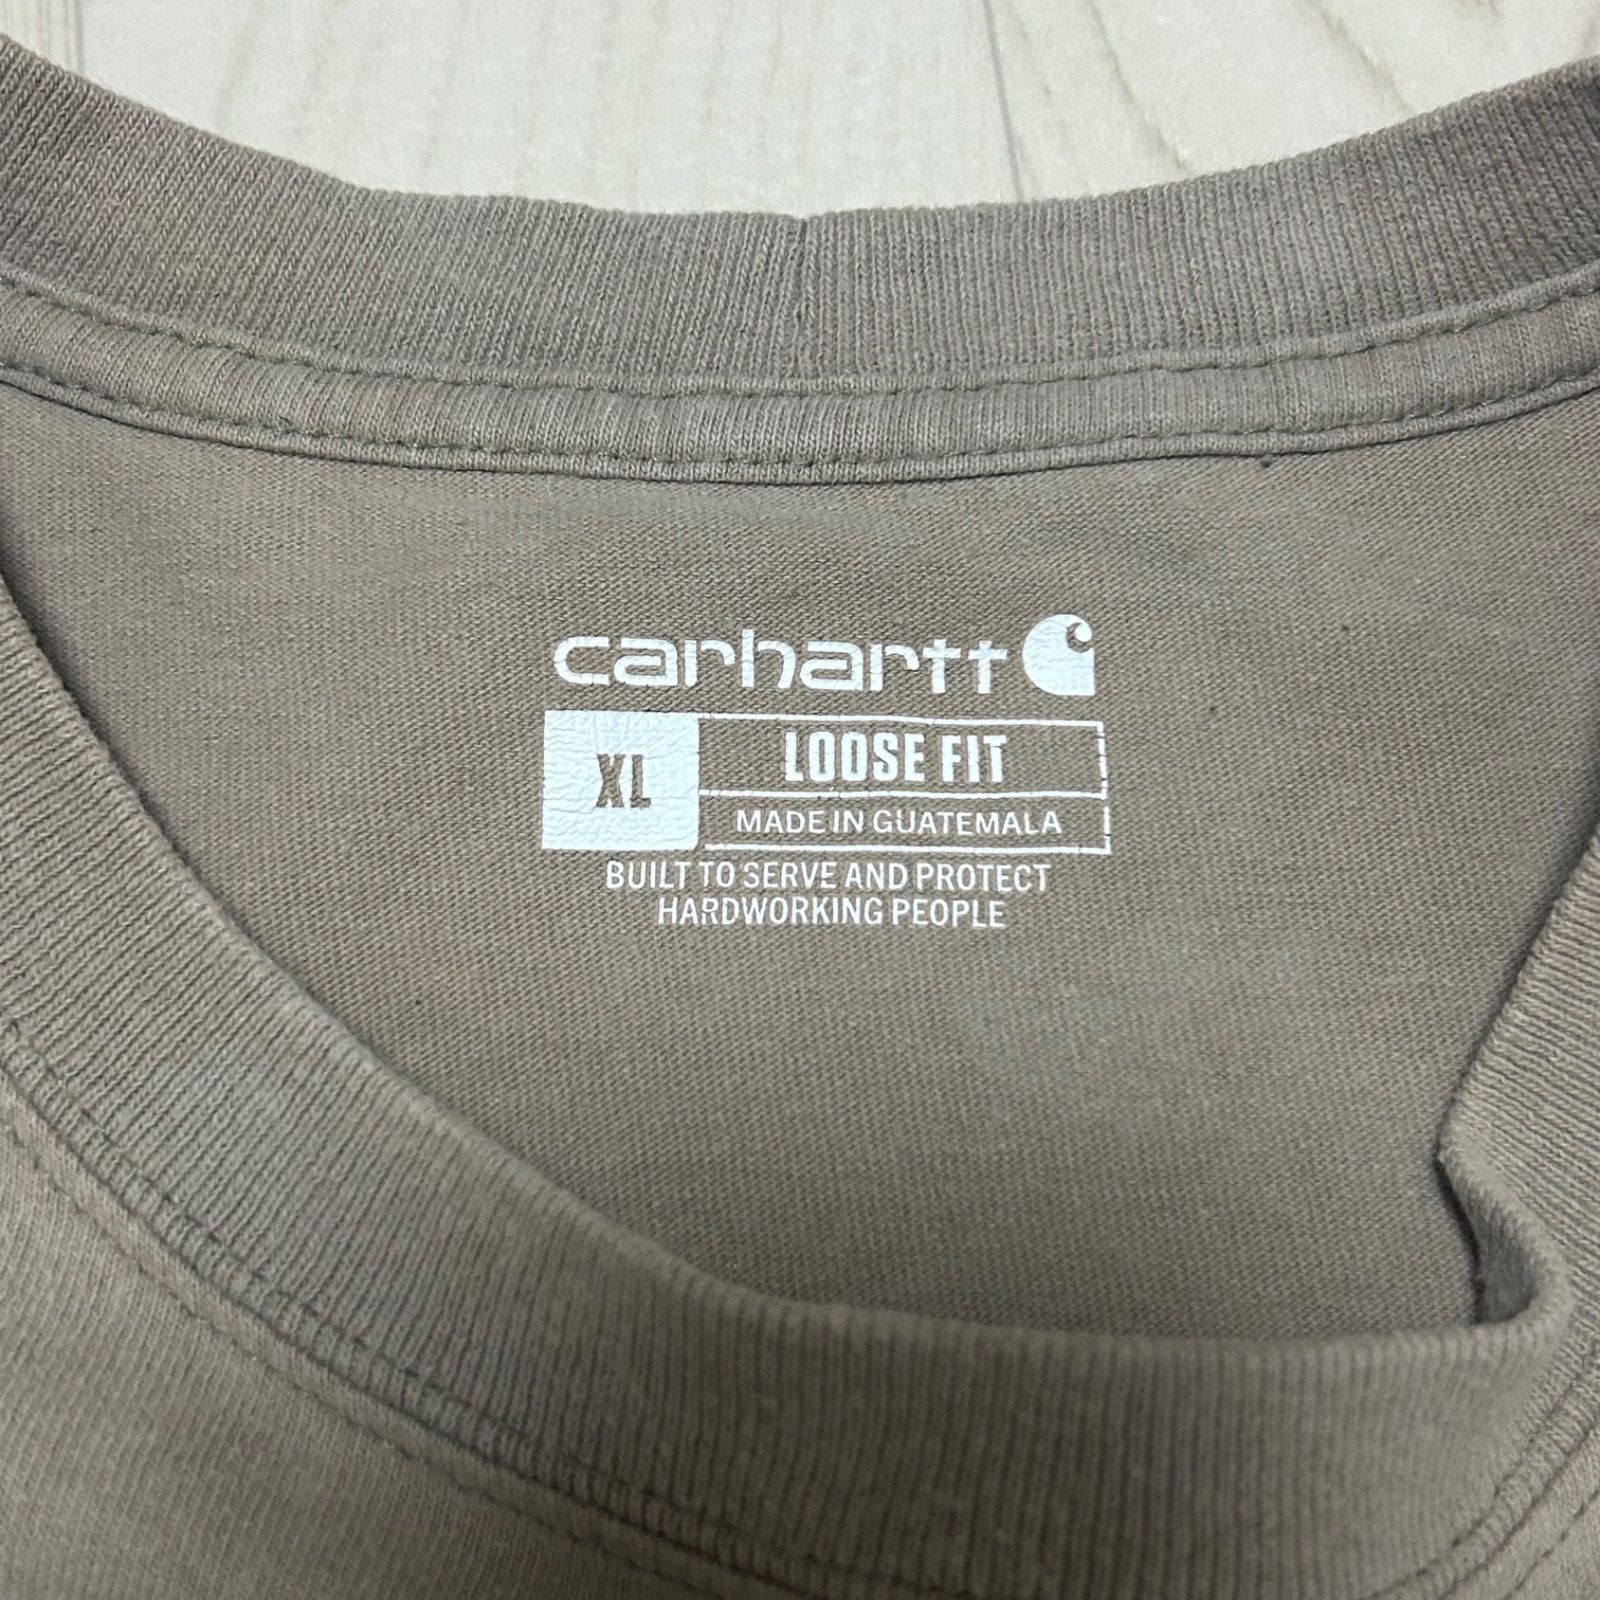 carhartt
XL
LOOSE FIT
MADE IN GUATEMALA
BUILT TO SERVE AND PROTECT
HARDWORKING PEOPLE